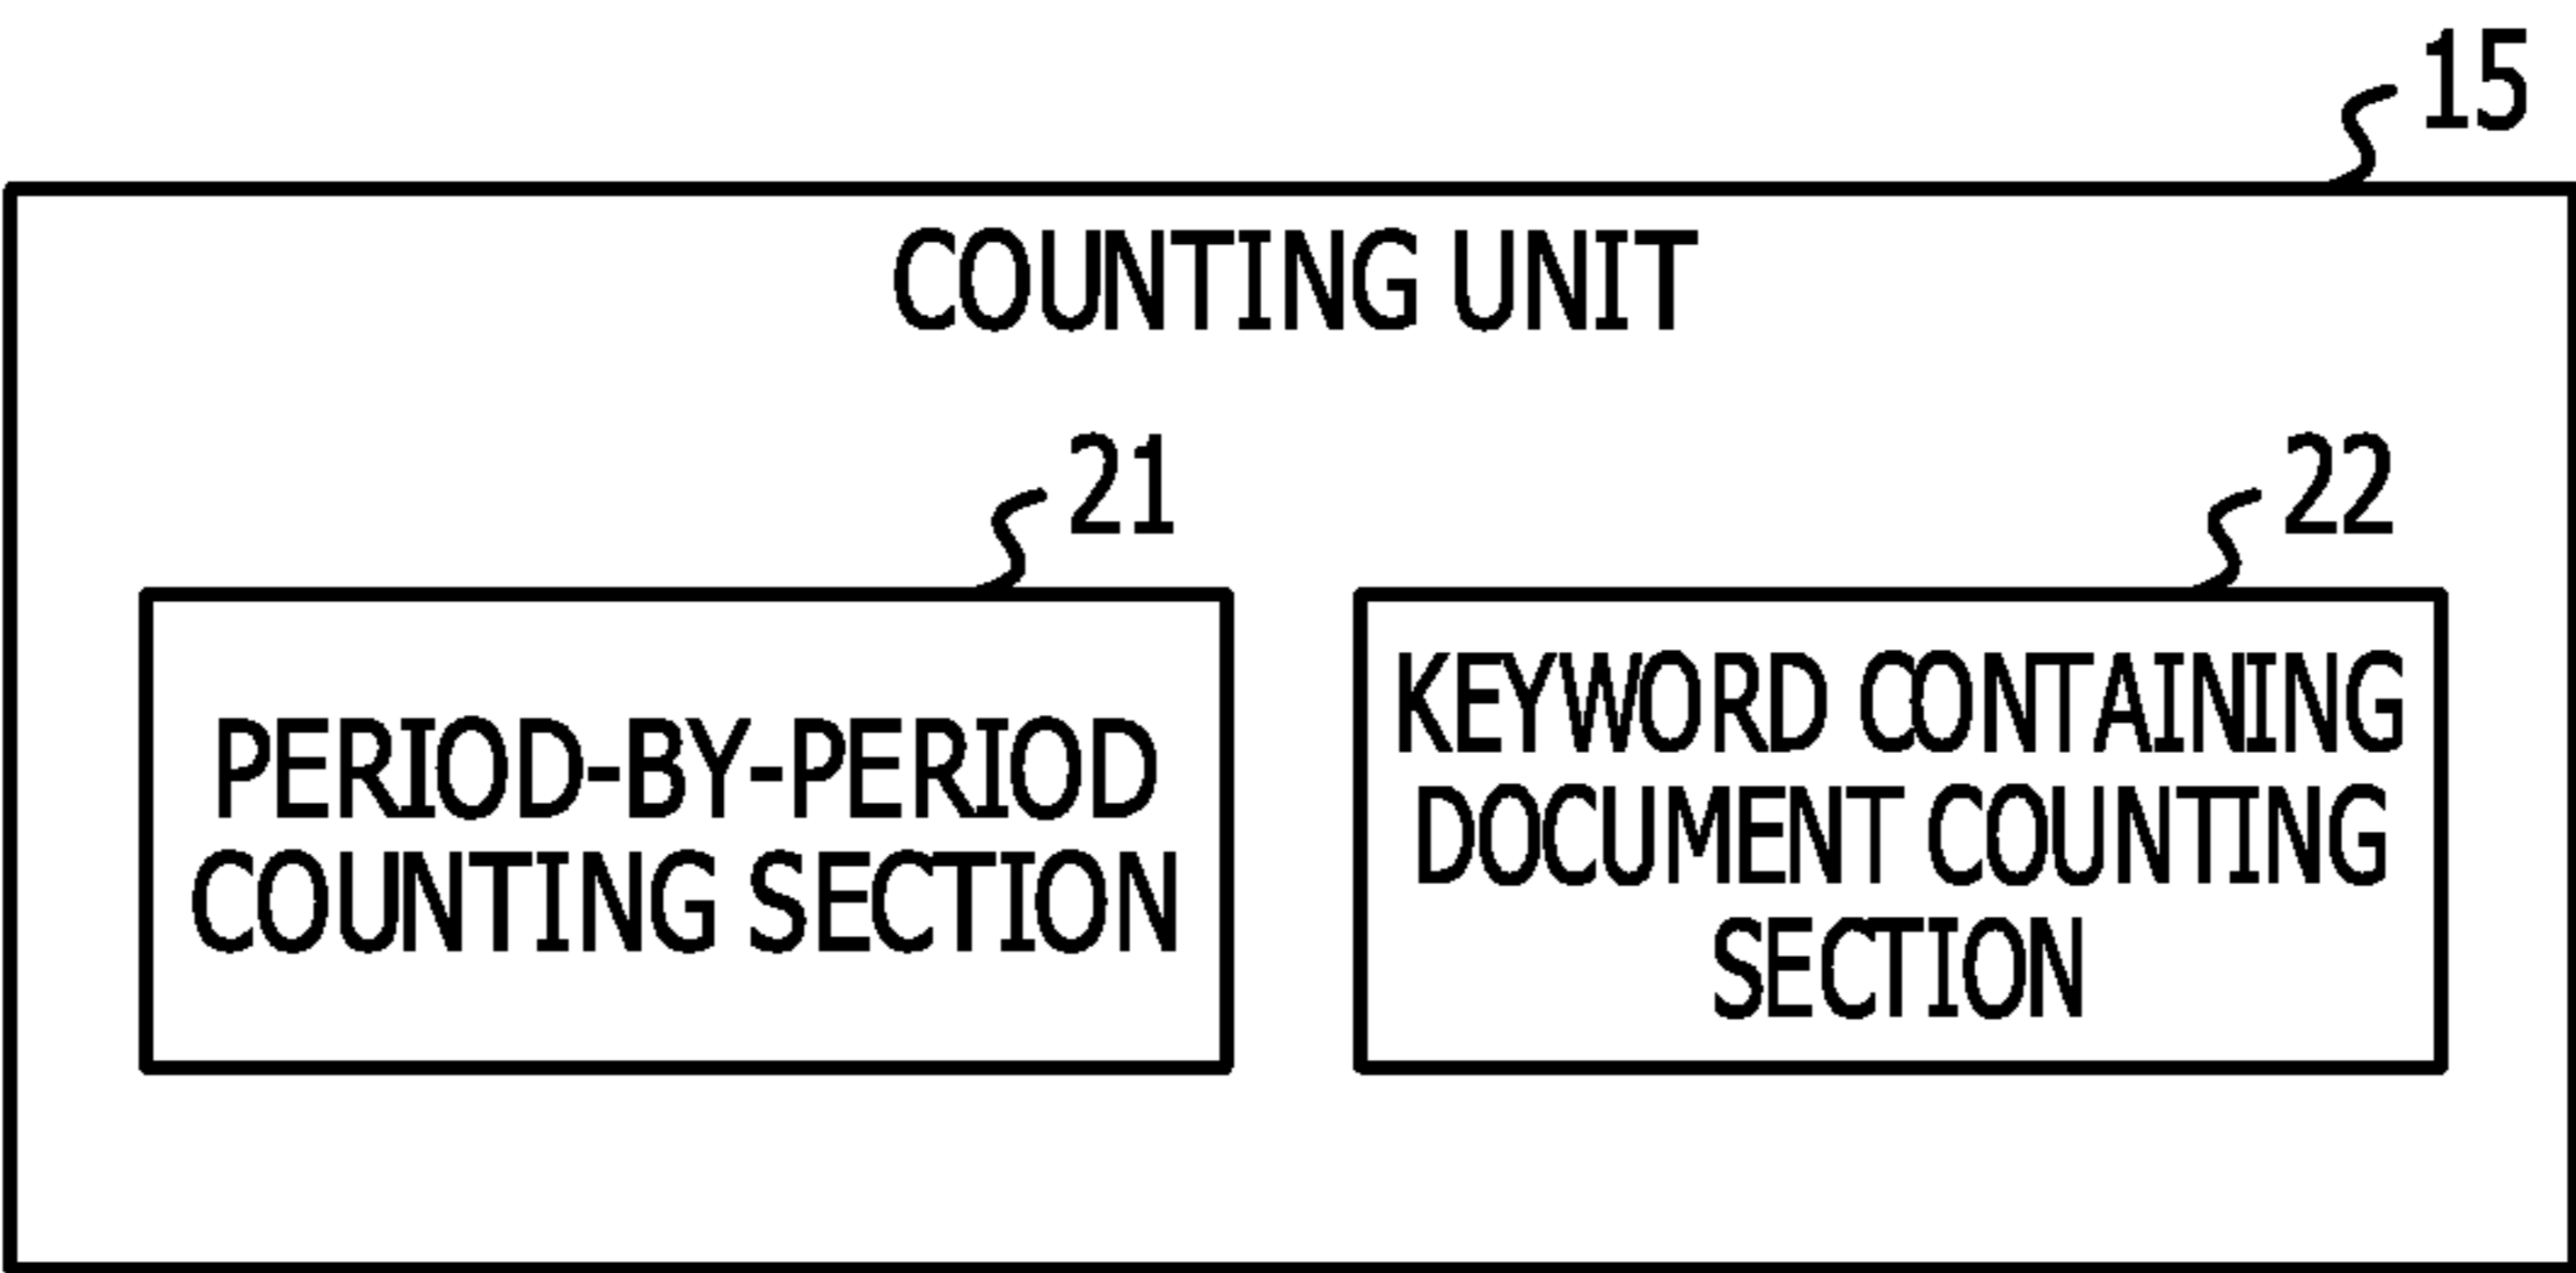 15
COUNTING UNIT
21
22
PERIOD-BY-PERIOD
COUNTING SECTION
KEYWORD CONTAINING
DOCUMENT COUNTING
SECTION